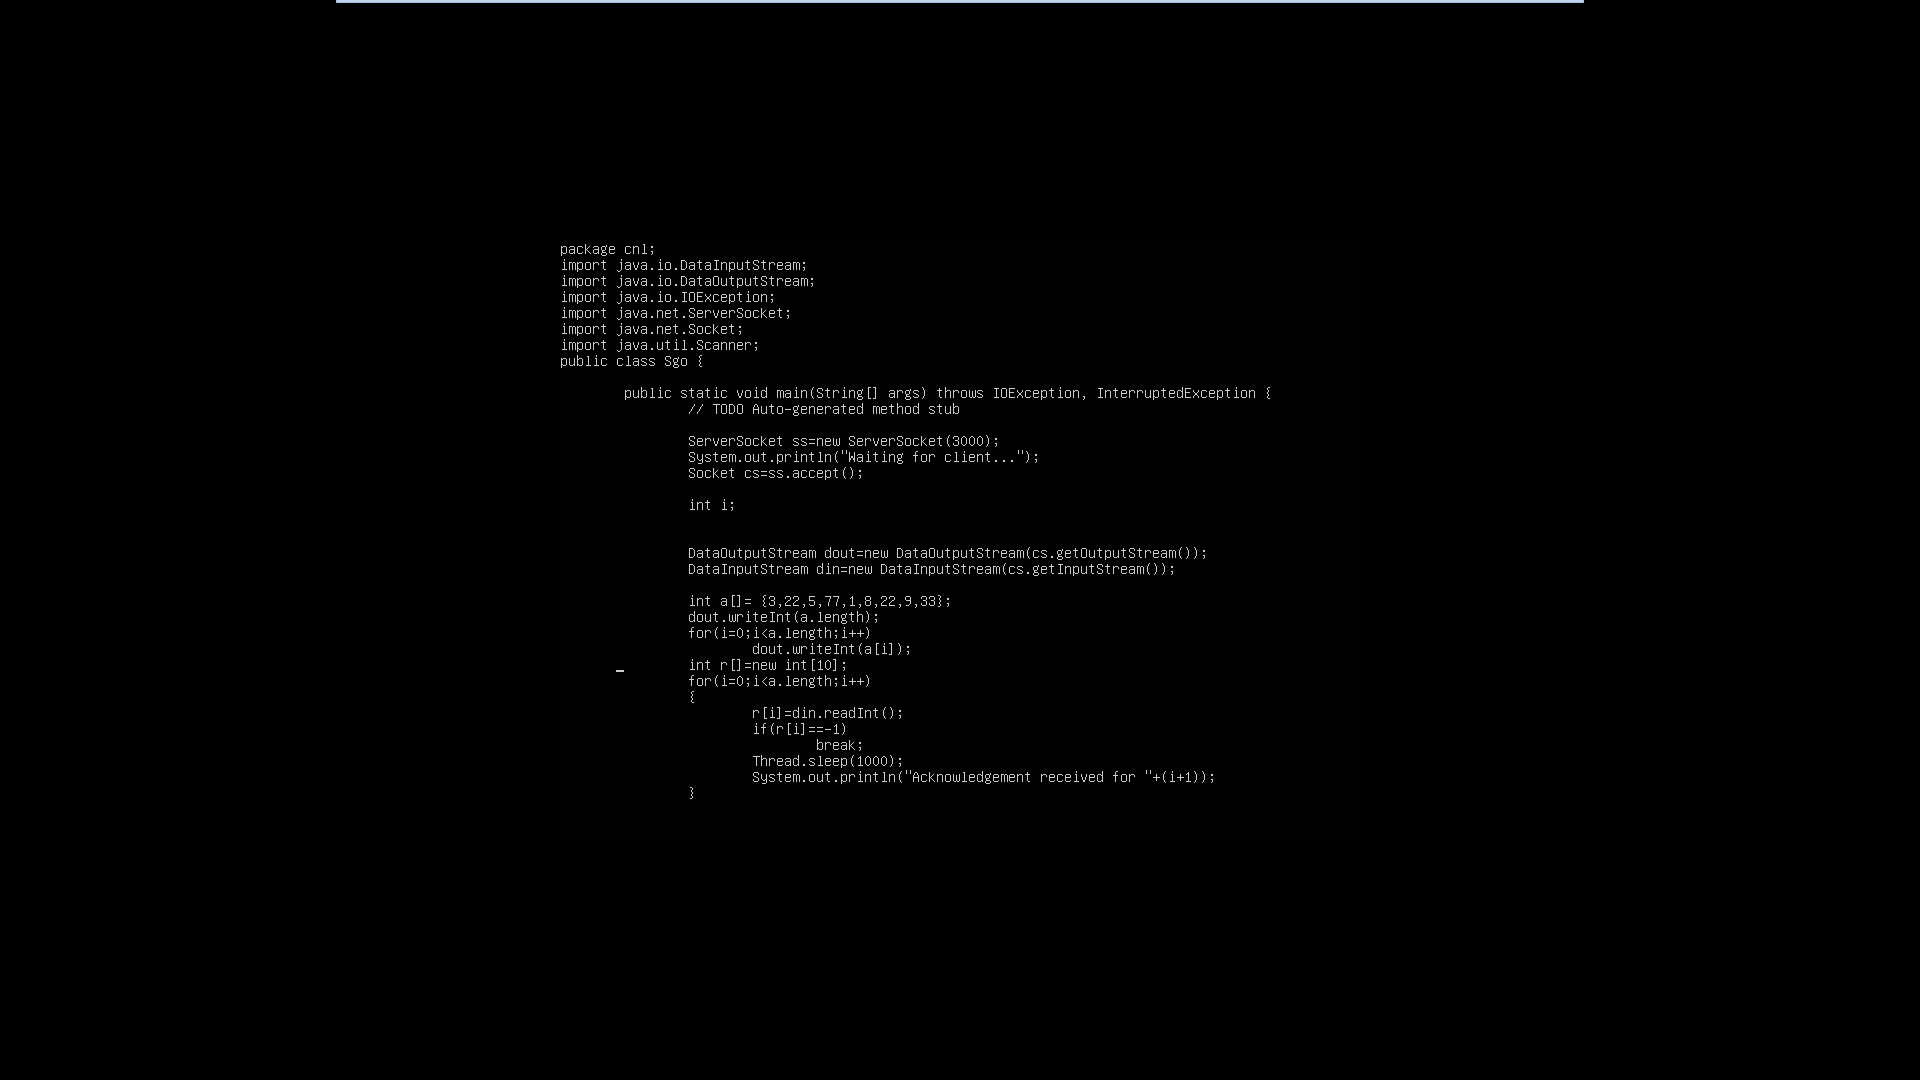 package cnl;
import java.io.DataInputStream;
import java.io.DataOutputStream;
import java.io.IOException;
import java.net.ServerSocket;
import java.net.Socket;
import java.util.Scanner;
public class Sgo {
public static void main(String[] args) throws IOException, InterruptedException {
// TODO Auto-generated method stub
ServerSocket ss=new ServerSocket(3000);
System.out.println("Waiting for client...");
Socket cs=ss.accept();
int i;
DataOutputStream dout=new DataOutputStream(cs.getOutputStream());
DataInputStream din=new DataInputStream(cs.getInputStream());
int a[]= {3,22,5,77,1,8,22,9,33};
dout.writeInt(a.length);
for(i=0;i<a.length;i++)
dout.writeInt(a[i]);
int r[]=new int[10];
for(i=0;i<a.length;i++)
{
r[i]=din.readInt();
if(r[i]==-1)
break;
Thread.sleep(1000);
System.out.println("Acknowledgement received for "+(i+1));
}